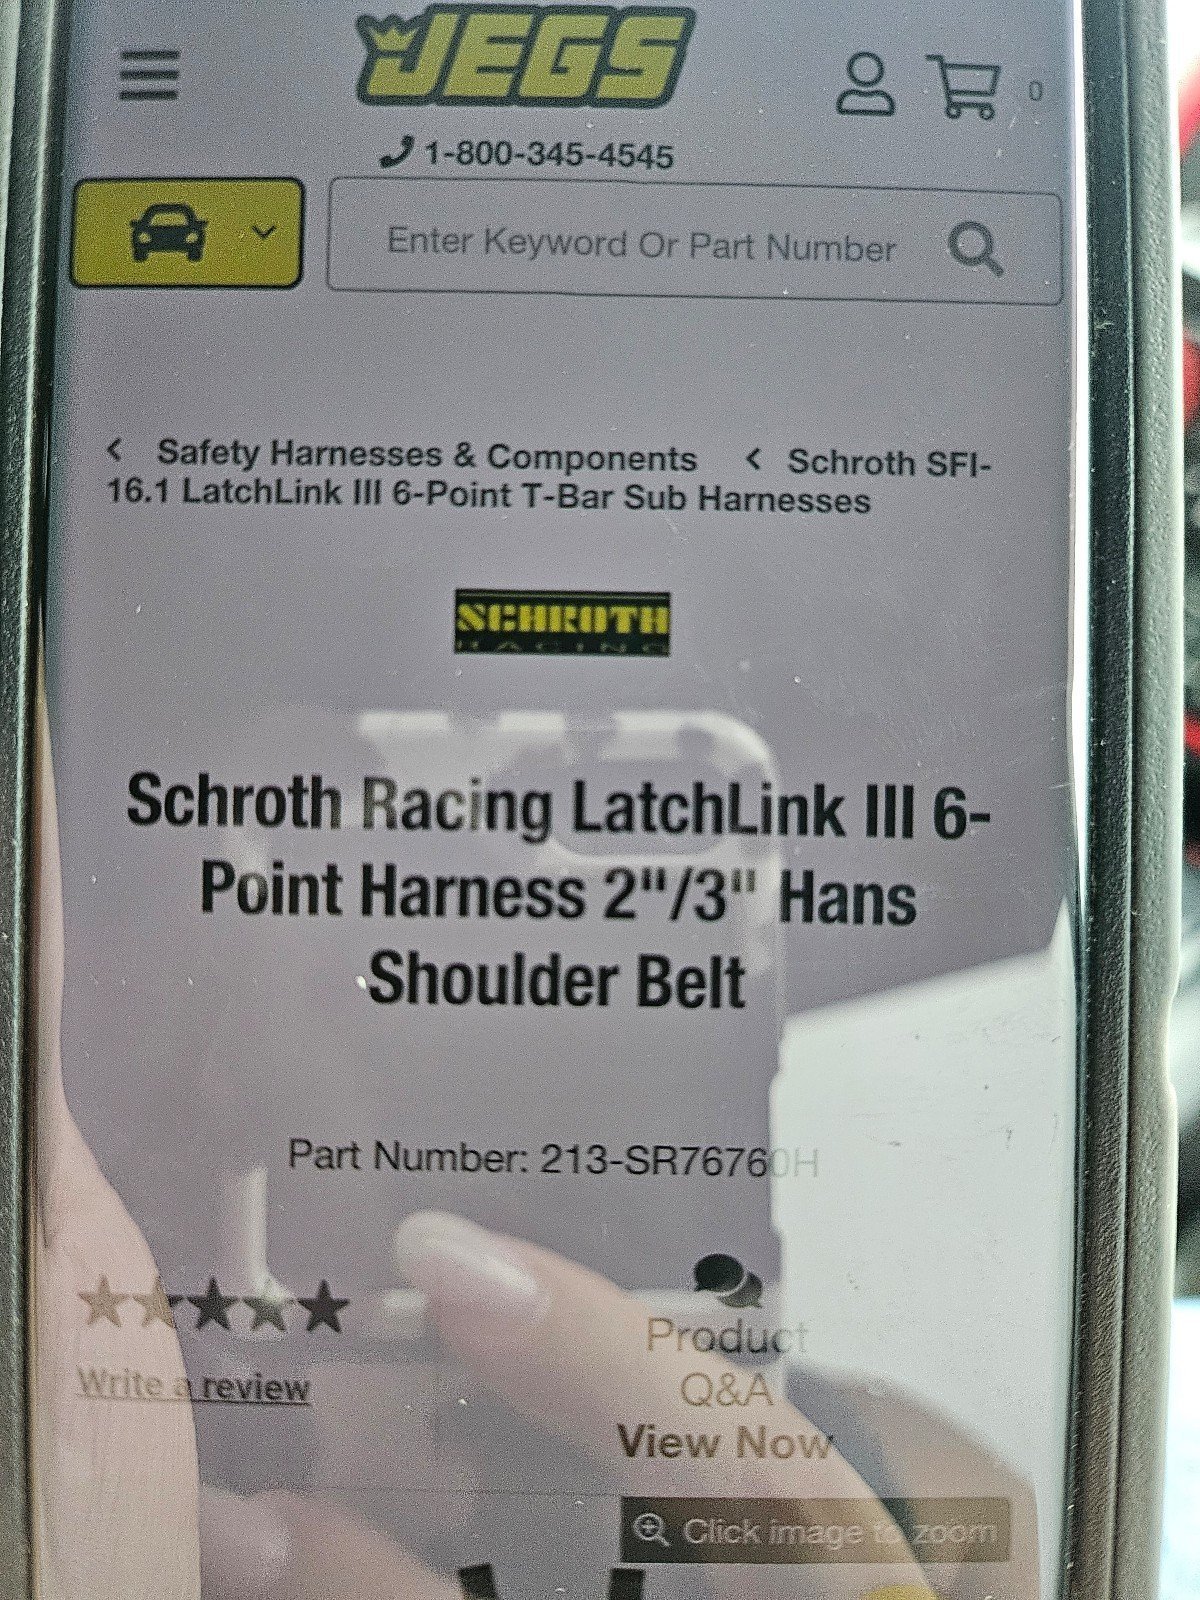 JEGS
0
1-800-345-4545
Enter Keyword Or Part Number
< Safety Harnesses & Components < Schroth SFI-
16.1 LatchLink III 6-Point T-Bar Sub Harnesses
SCHROTH
RACING
Schroth Racing LatchLink III 6-
Point Harness 2"/3" Hans
Shoulder Belt
Part Number: 213-SR76760H
Write a review
Product
Q&A
View Now
Click image to zoom